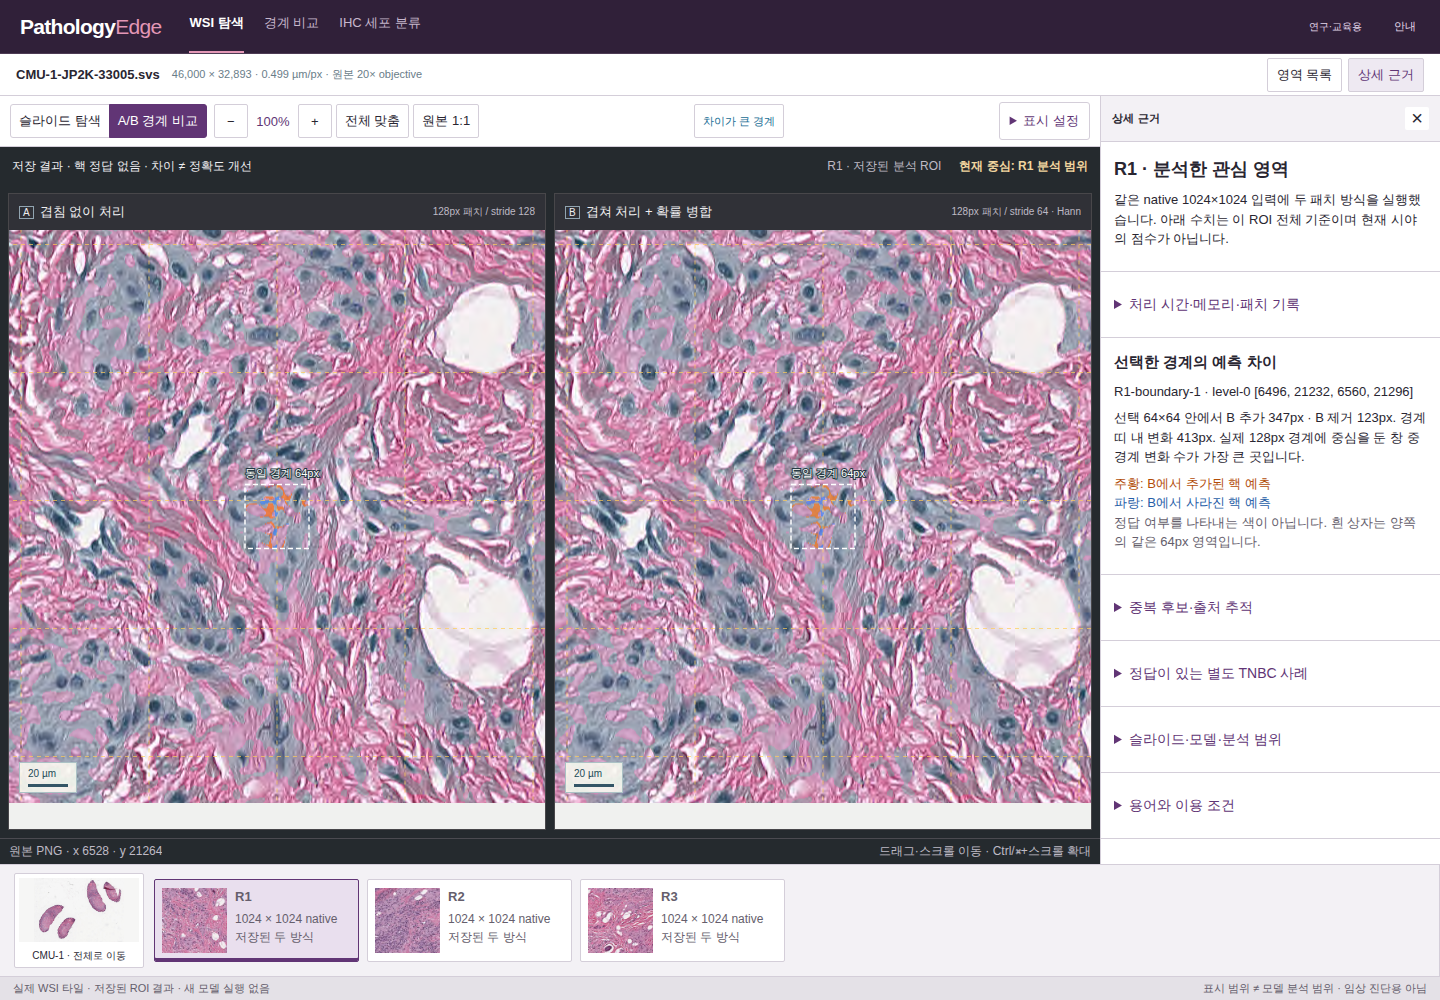 PathologyEdge WSI 탐색 경계 비교 IHC 세포 분류 연구·교육용 안내
CMU-1-JP2K-33005.svs 46,000 × 32,893 · 0.499 µm/px · 원본 20× objective 영역 목록 상세 근거
슬라이드 탐색 A/B 경계 비교 − 100% + 전체 맞춤 원본 1:1 차이가 큰 경계 ▶ 표시 설정
저장 결과 · 핵 정답 없음 · 차이 ≠ 정확도 개선 R1 · 저장된 분석 ROI 현재 중심: R1 분석 범위
A 겹침 없이 처리 128px 패치 / stride 128
동일 경계 64px
20 µm
B 겹쳐 처리 + 확률 병합 128px 패치 / stride 64 · Hann
동일 경계 64px
20 µm
원본 PNG · x 6528 · y 21264 드래그·스크롤 이동 · Ctrl/⌘+스크롤 확대
상세 근거 ✕
R1 · 분석한 관심 영역
같은 native 1024×1024 입력에 두 패치 방식을 실행했
습니다. 아래 수치는 이 ROI 전체 기준이며 현재 시야
의 점수가 아닙니다.
▶ 처리 시간·메모리·패치 기록
선택한 경계의 예측 차이
R1-boundary-1 · level-0 [6496, 21232, 6560, 21296]
선택 64×64 안에서 B 추가 347px · B 제거 123px. 경계
띠 내 변화 413px. 실제 128px 경계에 중심을 둔 창 중
경계 변화 수가 가장 큰 곳입니다.
주황: B에서 추가된 핵 예측
파랑: B에서 사라진 핵 예측
정답 여부를 나타내는 색이 아닙니다. 흰 상자는 양쪽
의 같은 64px 영역입니다.
▶ 중복 후보·출처 추적
▶ 정답이 있는 별도 TNBC 사례
▶ 슬라이드·모델·분석 범위
▶ 용어와 이용 조건
CMU-1 · 전체로 이동
R1
1024 × 1024 native
저장된 두 방식
R2
1024 × 1024 native
저장된 두 방식
R3
1024 × 1024 native
저장된 두 방식
실제 WSI 타일 · 저장된 ROI 결과 · 새 모델 실행 없음 표시 범위 ≠ 모델 분석 범위 · 임상 진단용 아님